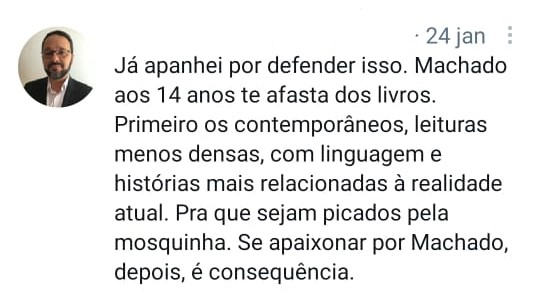 · 24 jan
Já apanhei por defender isso. Machado
aos 14 anos te afasta dos livros.
Primeiro os contemporâneos, leituras
menos densas, com linguagem e
histórias mais relacionadas à realidade
atual. Pra que sejam picados pela
mosquinha. Se apaixonar por Machado,
depois, é consequência.